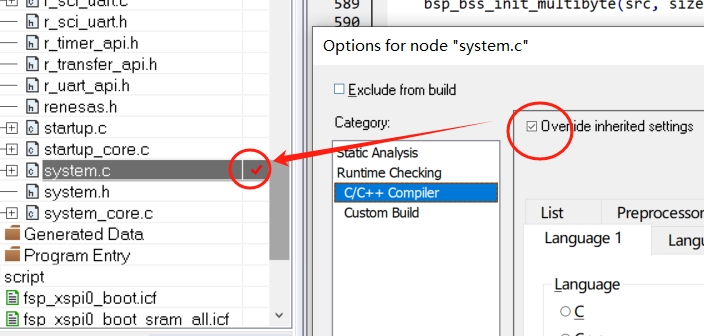 r_sci_uart.c
r_sci_uart.h
r_timer_api.h
r_transfer_api.h
r_uart_api.h
renesas.h
startup.c
startup_core.c
system.c
system.h
system_core.c
Generated Data
Program Entry
script
fsp_xspi0_boot.icf
fsp_xspi0_boot_sram_all.icf
589 bsp_bss_init_multibyte(src, size
590
Options for node "system.c"
Exclude from build
Category:
Static Analysis
Runtime Checking
C/C++ Compiler
Custom Build
Override inherited settings
List Preprocessor
Language 1 Langu
Language
C